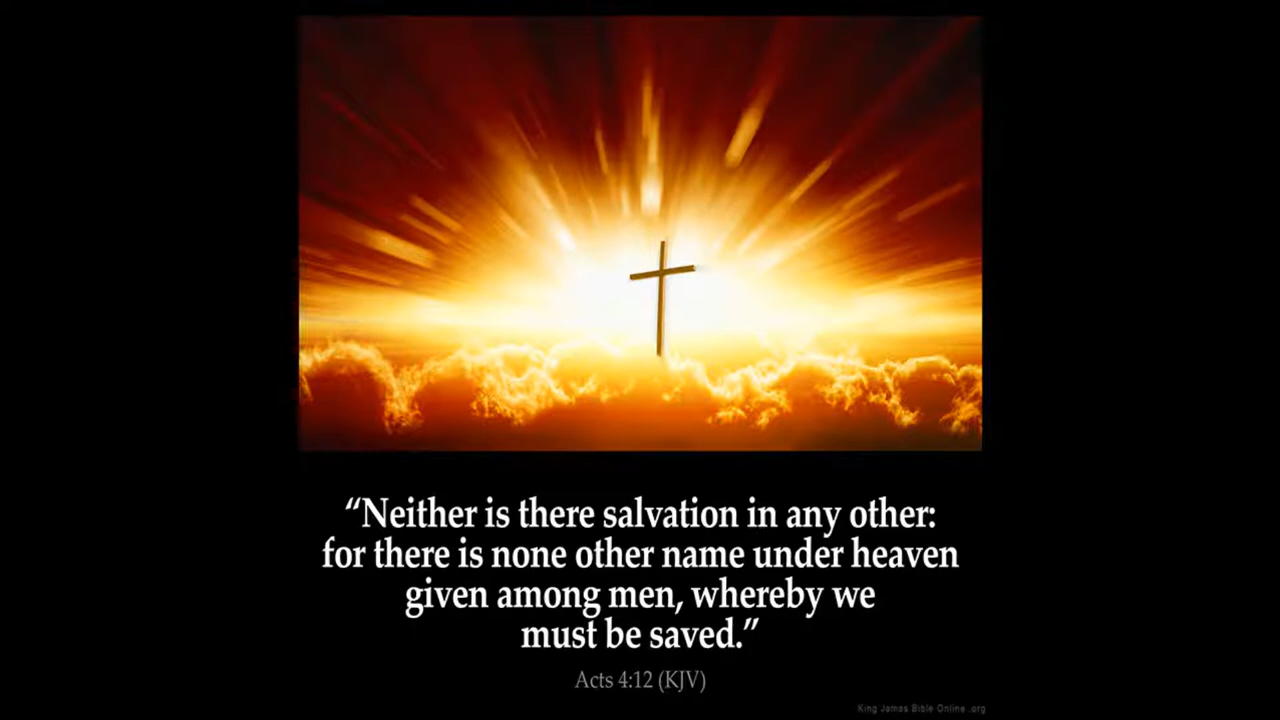 “Neither is there salvation in any other:
for there is none other name under heaven
given among men, whereby we
must be saved.”
Acts 4:12 (KJV)
King James Bible Online .org